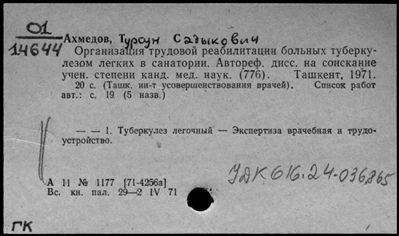 01
14644
Ахмедов, Турсун Садыкович
Организация трудовой реабилитации больных туберку-
лезом легких в санатории. Автореф. дисс. на соискание
учен. степени канд. мед. наук. (776). Ташкент, 1971.
20 с. (Ташк. ин-т усовершенствования врачей). Список работ
авт.: с. 19 (5 назв.)
— — 1. Туберкулез легочный — Экспертиза врачебная и трудо-
устройство.
А 11 № 1177 [71-4256а]
Вс. кн. пал. 29—2 IV 71
УДК 616.24-036.865
ГК